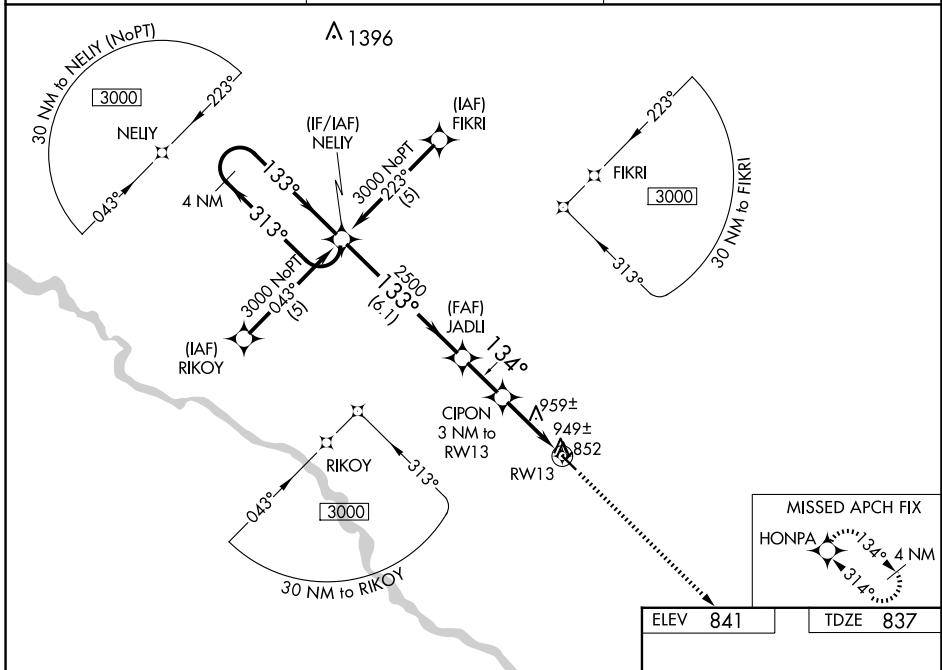 1396
30 NM to NELIY (NoPT)
3000
223°
NELIY
043°
(IF/IAF)
NELIY
(IAF)
FIKRI
3000 NoPT
223°
(5)
133°
4 NM
313°
3000 NoPT
043°
(5)
(IAF)
RIKOY
2500
133°
(6.1)
(FAF)
JADLI
134°
CIPON
3 NM to
RW13
959±
949±
852
RW13
223°
FIKRI
3000
313°
30 NM to FIKRI
RIKOY
043°
313°
3000
30 NM to RIKOY
MISSED APCH FIX
HONPA
134°
4 NM
314°
ELEV 841
TDZE 837